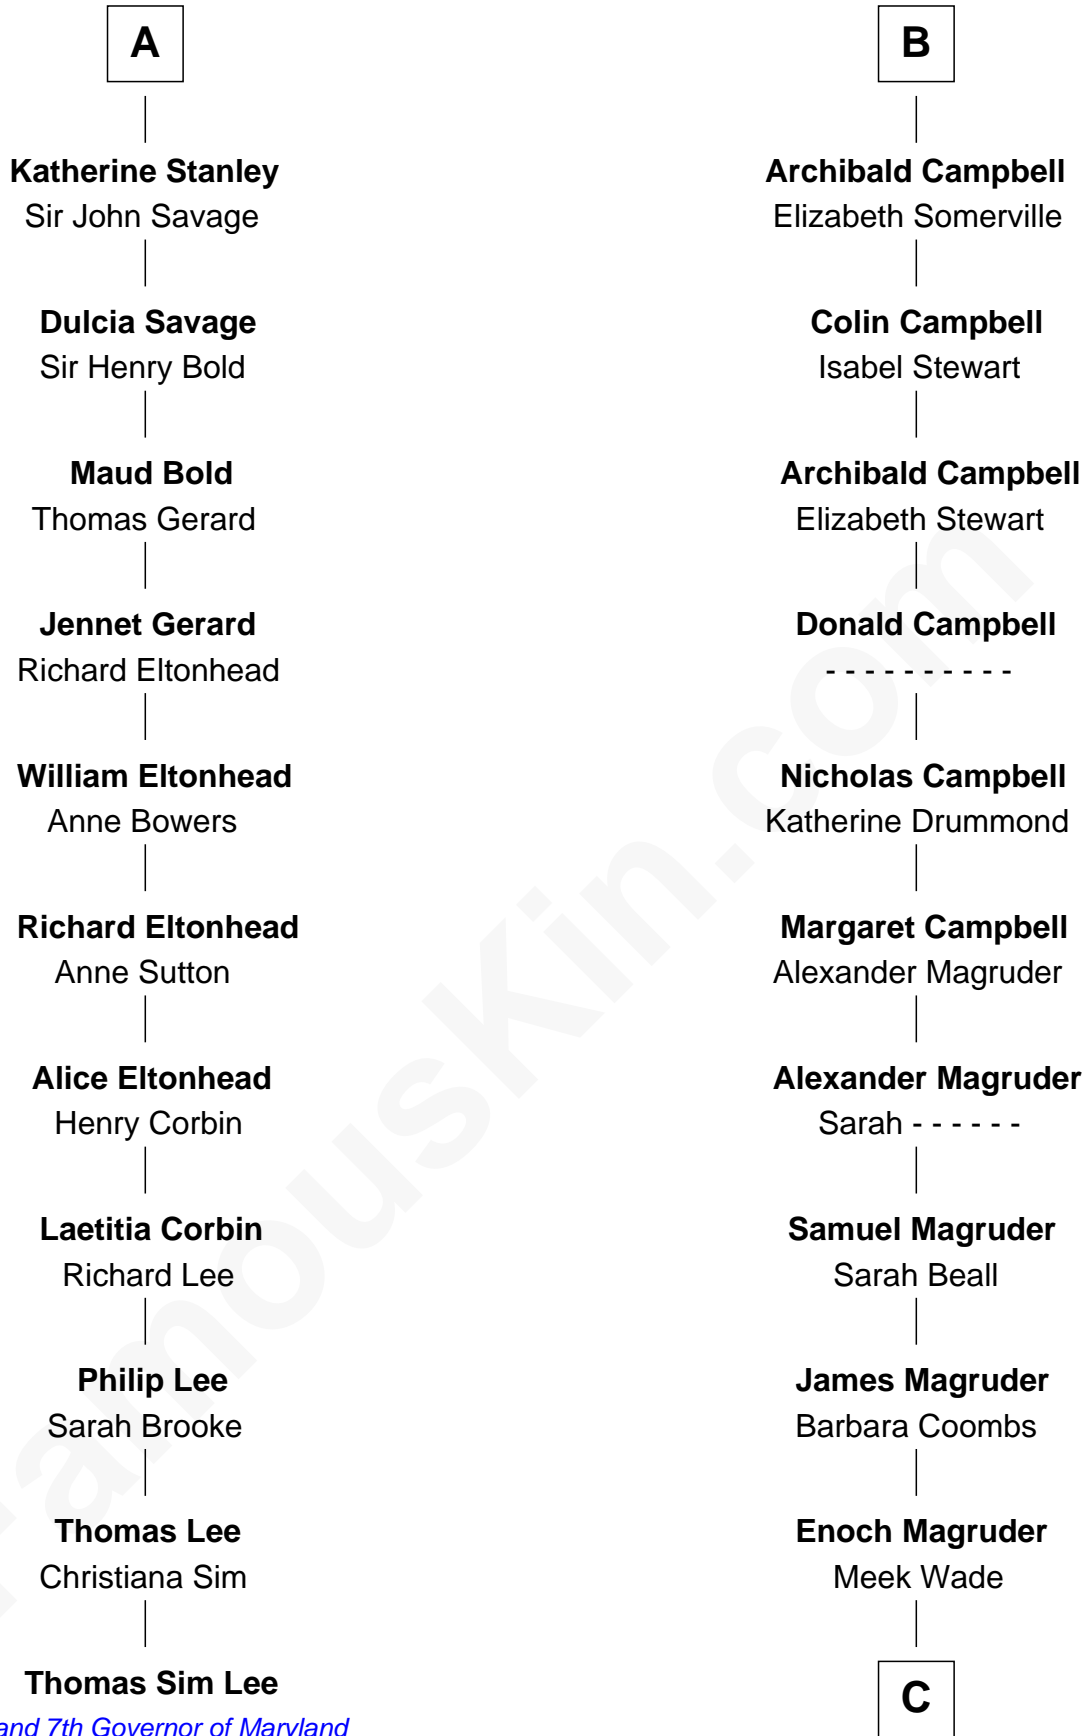 A
Katherine Stanley
Sir John Savage
Dulcia Savage
Sir Henry Bold
Maud Bold
Thomas Gerard
Jennet Gerard
Richard Eltonhead
William Eltonhead
Anne Bowers
Richard Eltonhead
Anne Sutton
Alice Eltonhead
Henry Corbin
Laetitia Corbin
Richard Lee
Philip Lee
Sarah Brooke
Thomas Lee
Christiana Sim
Thomas Sim Lee
and 7th Governor of Maryland
B
Archibald Campbell
Elizabeth Somerville
Colin Campbell
Isabel Stewart
Archibald Campbell
Elizabeth Stewart
Donald Campbell
- - - - - - - - - -
Nicholas Campbell
Katherine Drummond
Margaret Campbell
Alexander Magruder
Alexander Magruder
Sarah - - - - - -
Samuel Magruder
Sarah Beall
James Magruder
Barbara Coombs
Enoch Magruder
Meek Wade
C
FamousKin.com